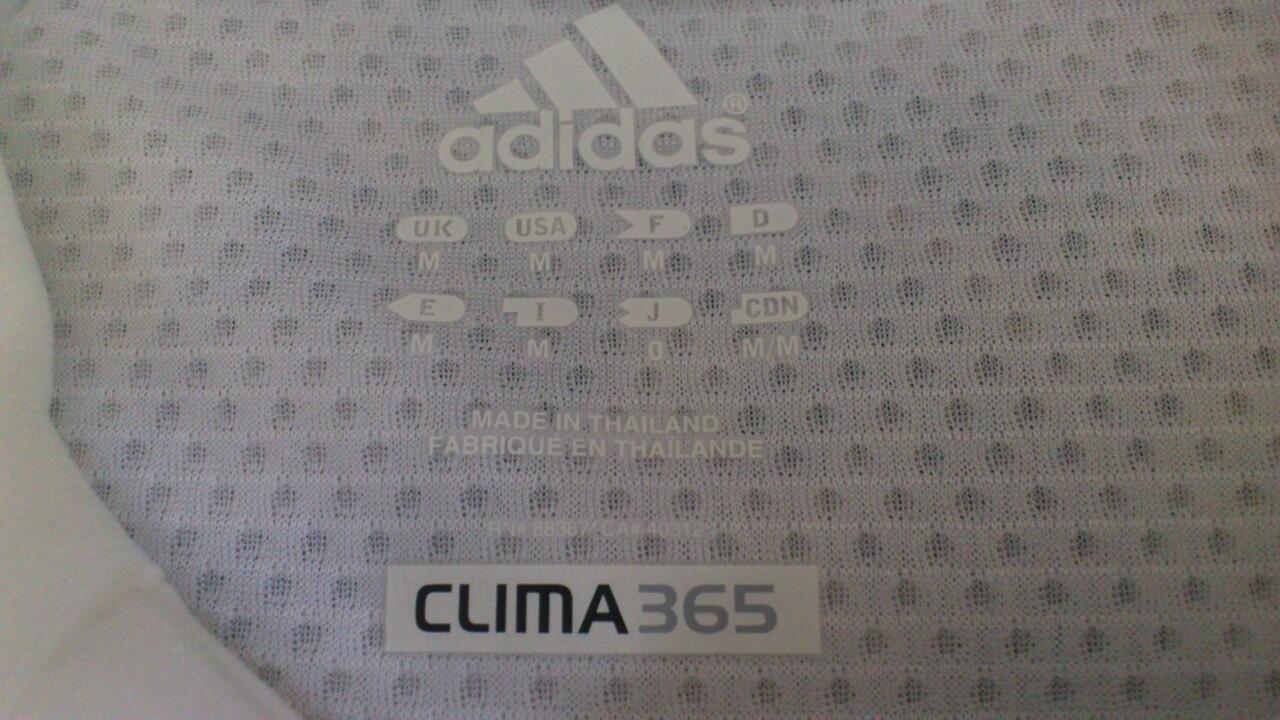 adidas®
UK USA F D
M M M M
E I J CDN
M M O M/M
MADE IN THAILAND
FABRIQUÉ EN THAÏLANDE
CLIMA365